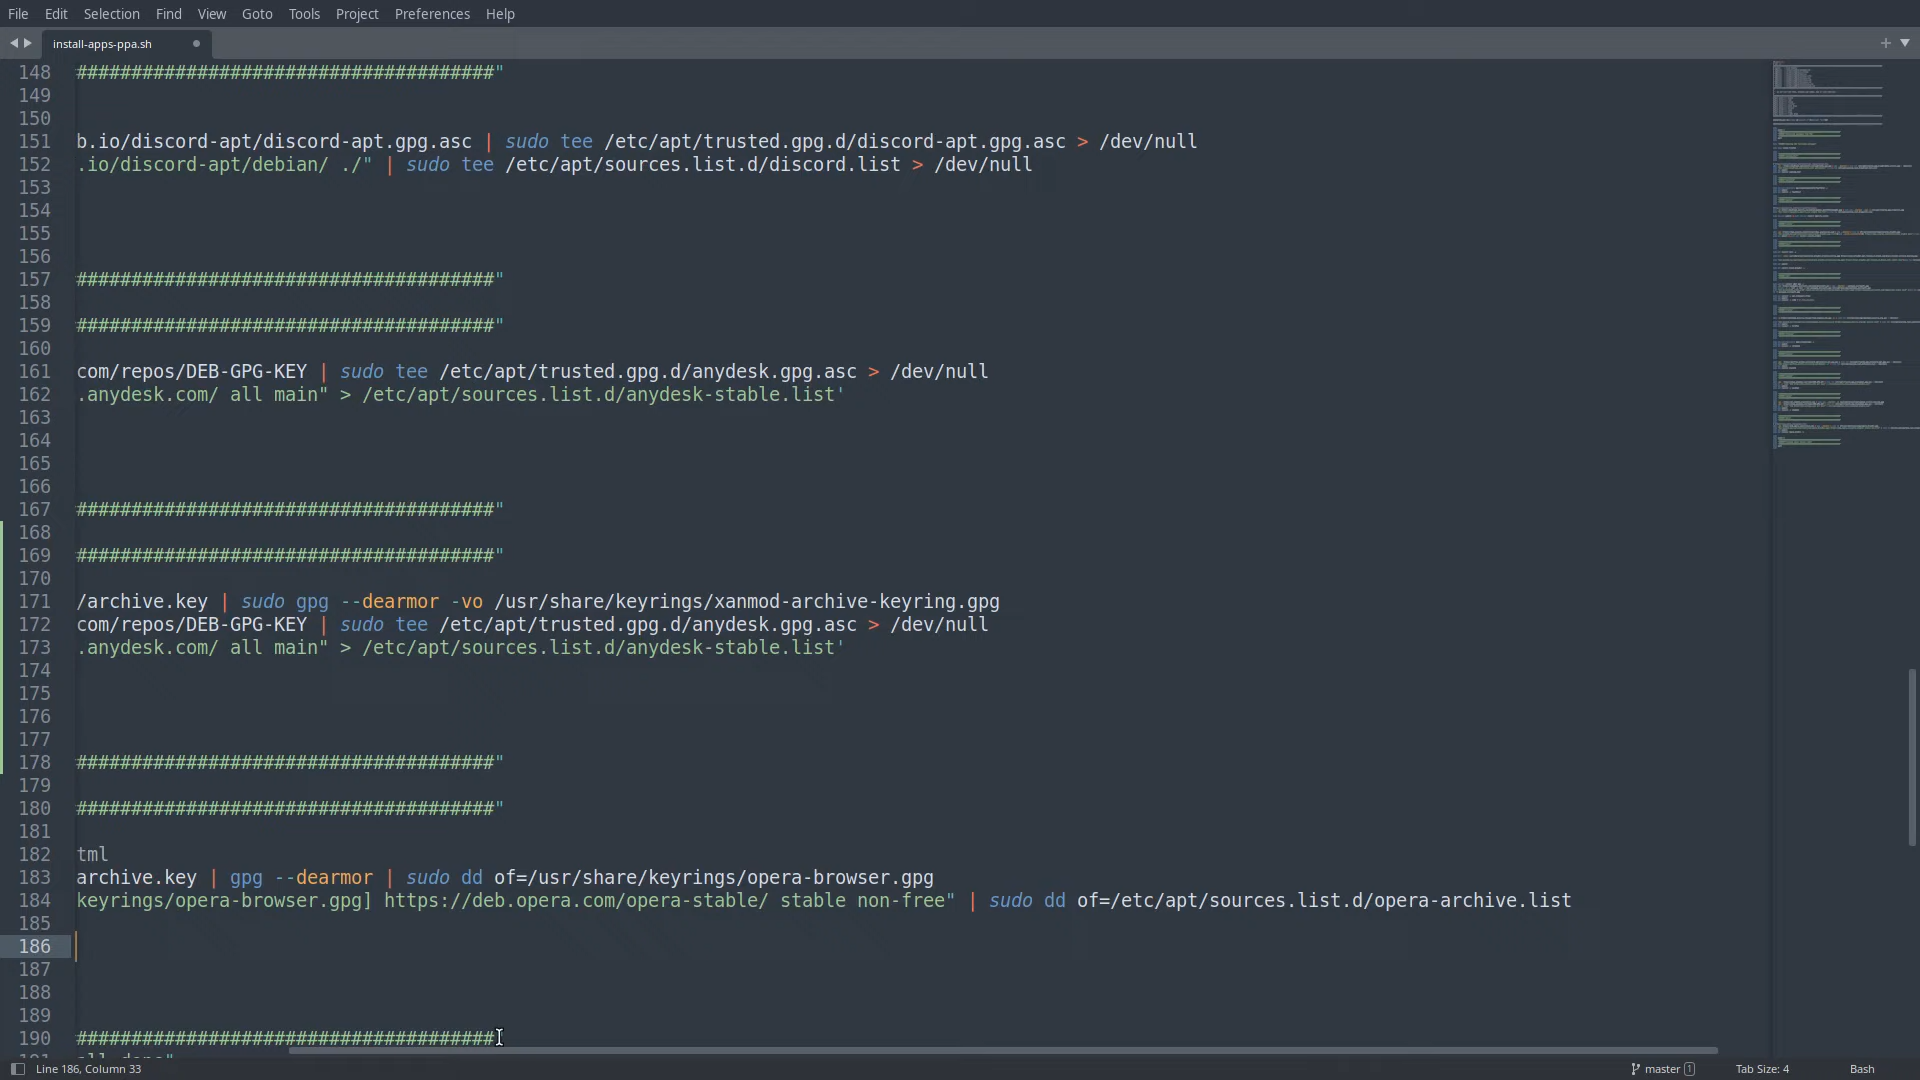 File Edit Selection Find View Goto Tools Project Preferences Help
install-apps-ppa.sh
148 ######################################"
149
150
151 b.io/discord-apt/discord-apt.gpg.asc | sudo tee /etc/apt/trusted.gpg.d/discord-apt.gpg.asc > /dev/null
152 .io/discord-apt/debian/ ./" | sudo tee /etc/apt/sources.list.d/discord.list > /dev/null
153
154
155
156
157 ######################################"
158
159 ######################################"
160
161 com/repos/DEB-GPG-KEY | sudo tee /etc/apt/trusted.gpg.d/anydesk.gpg.asc > /dev/null
162 .anydesk.com/ all main" > /etc/apt/sources.list.d/anydesk-stable.list'
163
164
165
166
167 ######################################"
168
169 ######################################"
170
171 /archive.key | sudo gpg --dearmor -vo /usr/share/keyrings/xanmod-archive-keyring.gpg
172 com/repos/DEB-GPG-KEY | sudo tee /etc/apt/trusted.gpg.d/anydesk.gpg.asc > /dev/null
173 .anydesk.com/ all main" > /etc/apt/sources.list.d/anydesk-stable.list'
174
175
176
177
178 ######################################"
179
180 ######################################"
181
182 tml
183 archive.key | gpg --dearmor | sudo dd of=/usr/share/keyrings/opera-browser.gpg
184 keyrings/opera-browser.gpg] https://deb.opera.com/opera-stable/ stable non-free" | sudo dd of=/etc/apt/sources.list.d/opera-archive.list
185
186
187
188
189
190 ######################################
191 all done"
Line 186, Column 33 master 1 Tab Size: 4 Bash